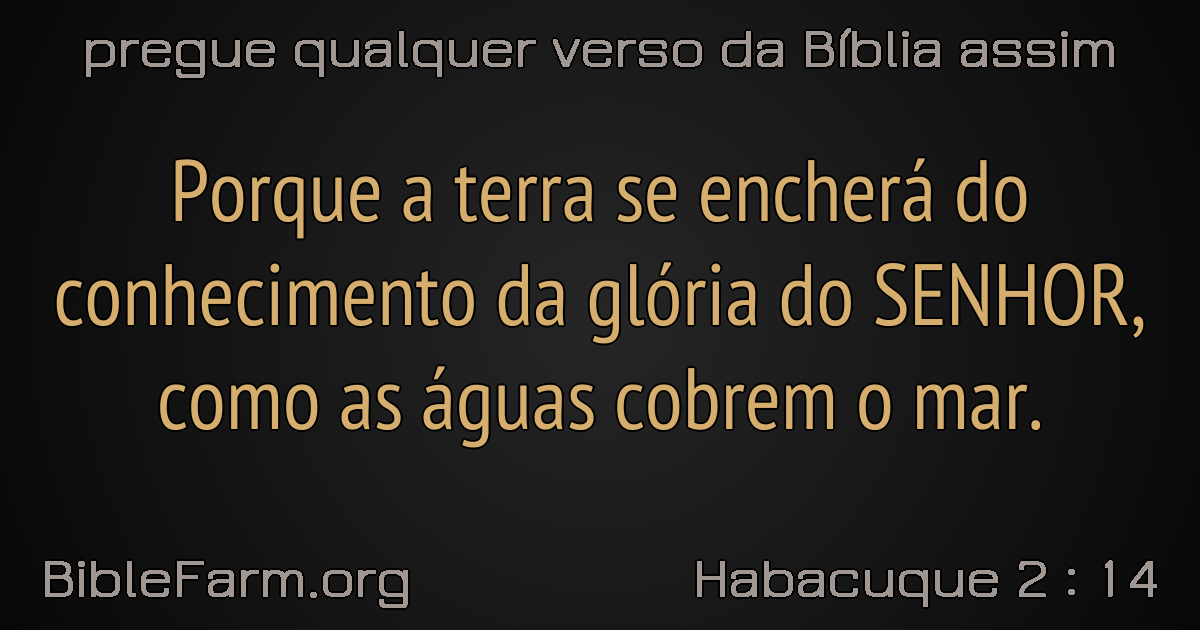 pregue qualquer verso da Bíblia assim
Porque a terra se encherá do
conhecimento da glória do SENHOR,
como as águas cobrem o mar.
BibleFarm.org
Habacuque 2 : 14